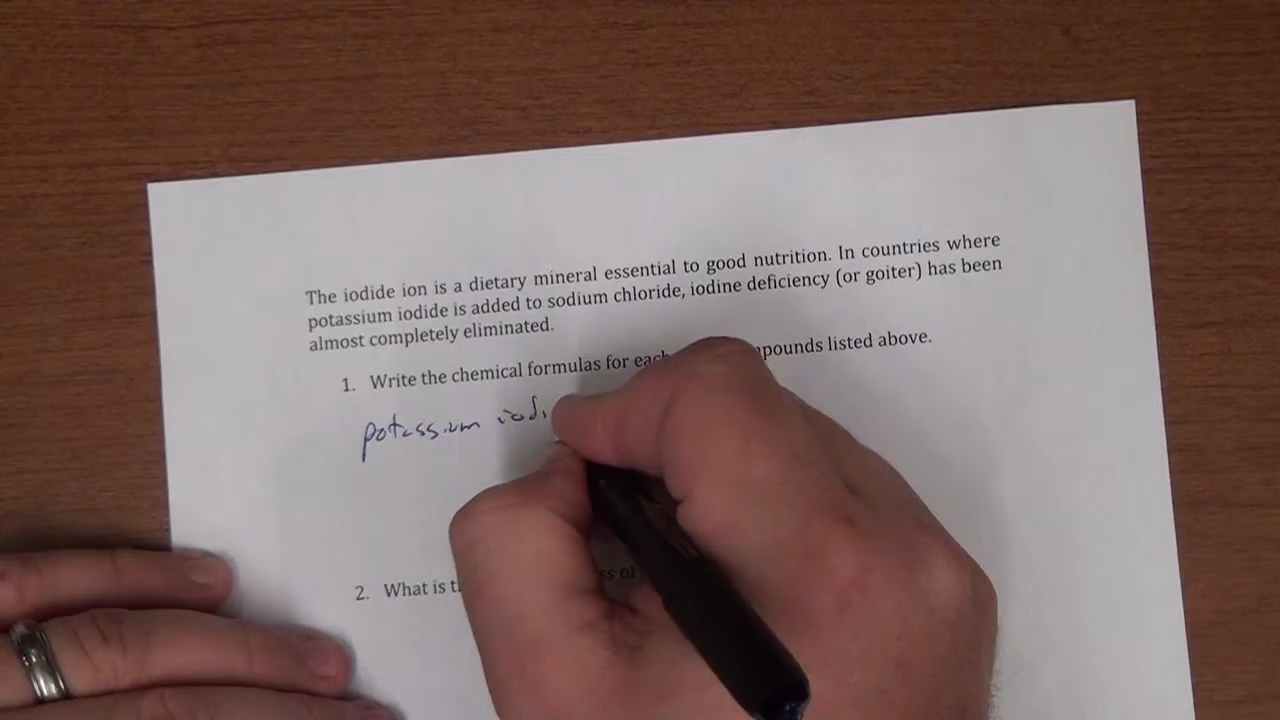 The iodide ion is a dietary mineral essential to good nutrition. In countries where
potassium iodide is added to sodium chloride, iodine deficiency (or goiter) has been
almost completely eliminated.
1. Write the chemical formulas for each listed above.
potassium iodi
2. What is